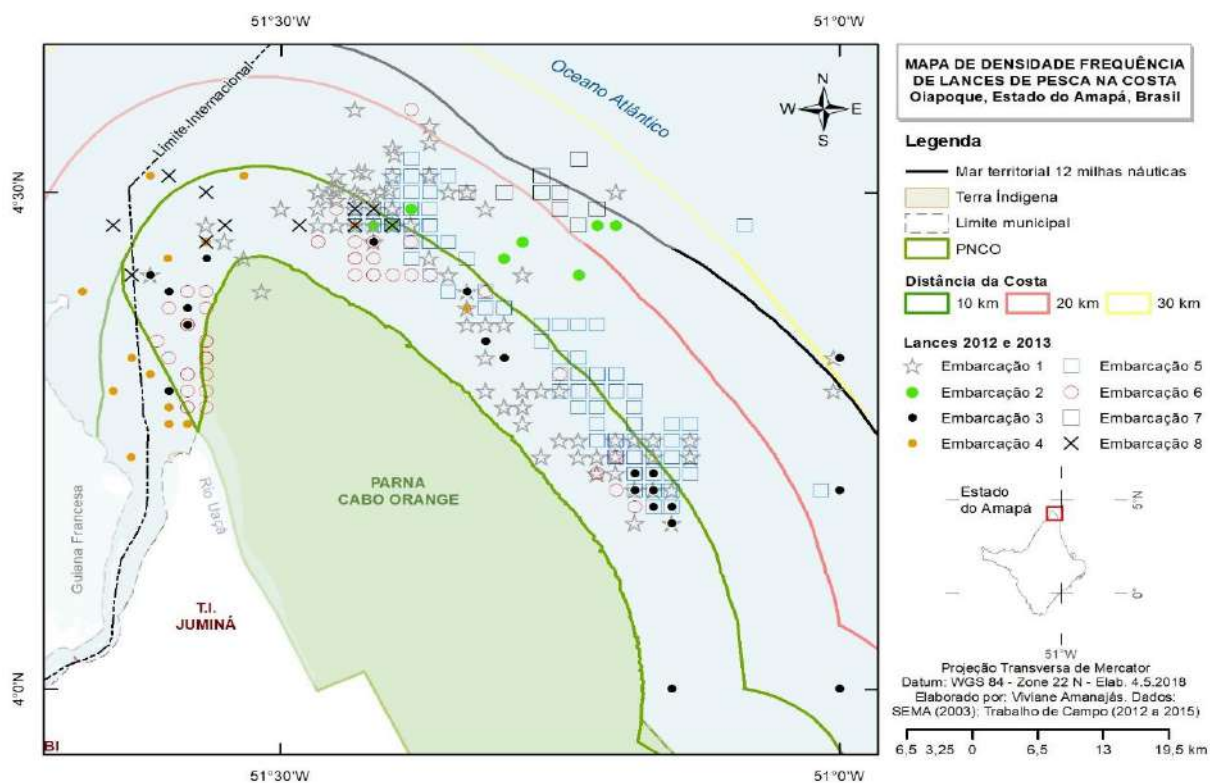 51°30'W
51°0'W
4°30'N
4°0'N
Limite Internacional
Oceano Atlântico
N
W
E
S
Guiana Francesa
Rio Uaçá
PARNA
CABO ORANGE
T.I.
JUMINÁ
BI
51°30'W
51°0'W
MAPA DE DENSIDADE FREQUÊNCIA
DE LANCES DE PESCA NA COSTA
Oiapoque, Estado do Amapá, Brasil
Legenda
Mar territorial 12 milhas náuticas
Terra Índigena
Limite municipal
PNCO
Distância da Costa
10 km
20 km
30 km
Lances 2012 e 2013
Embarcação 1
Embarcação 5
Embarcação 2
Embarcação 6
Embarcação 3
Embarcação 7
Embarcação 4
Embarcação 8
Estado
do Amapá
5°N
0°
51°W
Projeção Transversa de Mercator
Datum: WGS 84 - Zone 22 N - Elab. 4.5.2018
Elaborado por: Viviane Amanajás. Dados:
SEMA (2003); Trabalho de Campo (2012 a 2015)
6,5 3,25 0 6,5 13 19,5 km